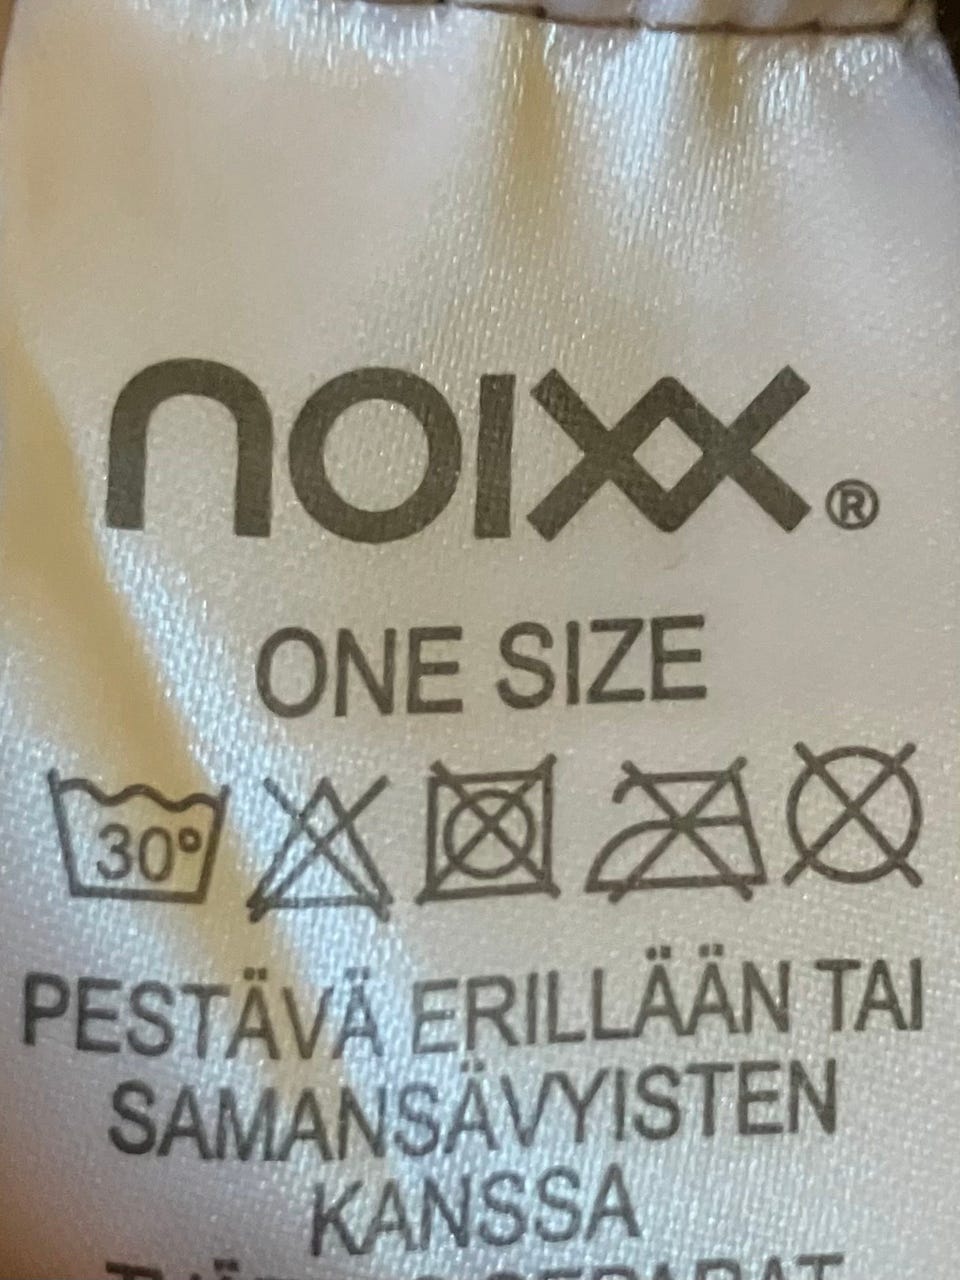 noixx®
ONE SIZE
30°
PESTÄVÄ ERILLÄÄN TAI
SAMANSÄVYISTEN
KANSSA